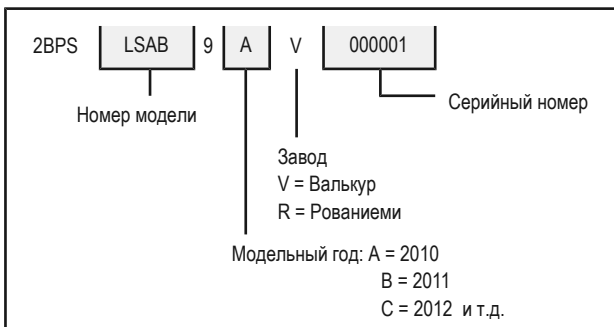 2BPS LSAB 9 A V 000001
Номер модели
Серийный номер
Завод
V = Валькур
R = Рованиеми
Модельный год: A = 2010
B = 2011
C = 2012 и т.д.